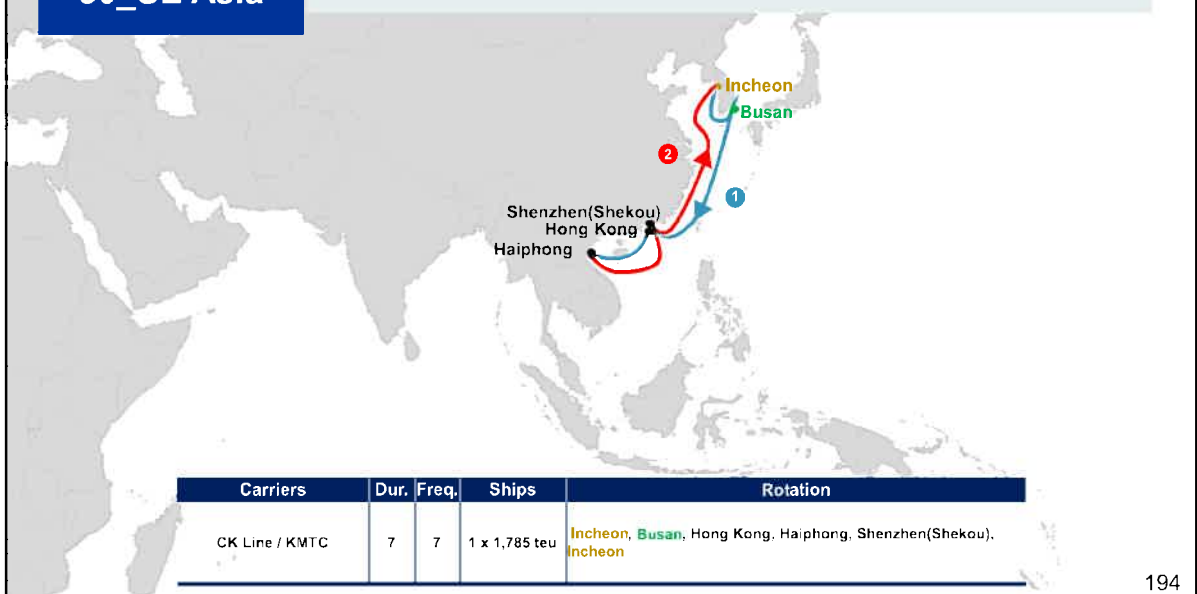 Incheon
Busan
2
1
Shenzhen(Shekou)
Hong Kong
Haiphong
Carriers Dur. Freq. Ships Rotation
CK Line / KMTC 7 7 1 x 1,785 teu Incheon, Busan, Hong Kong, Haiphong, Shenzhen(Shekou),
Incheon
194